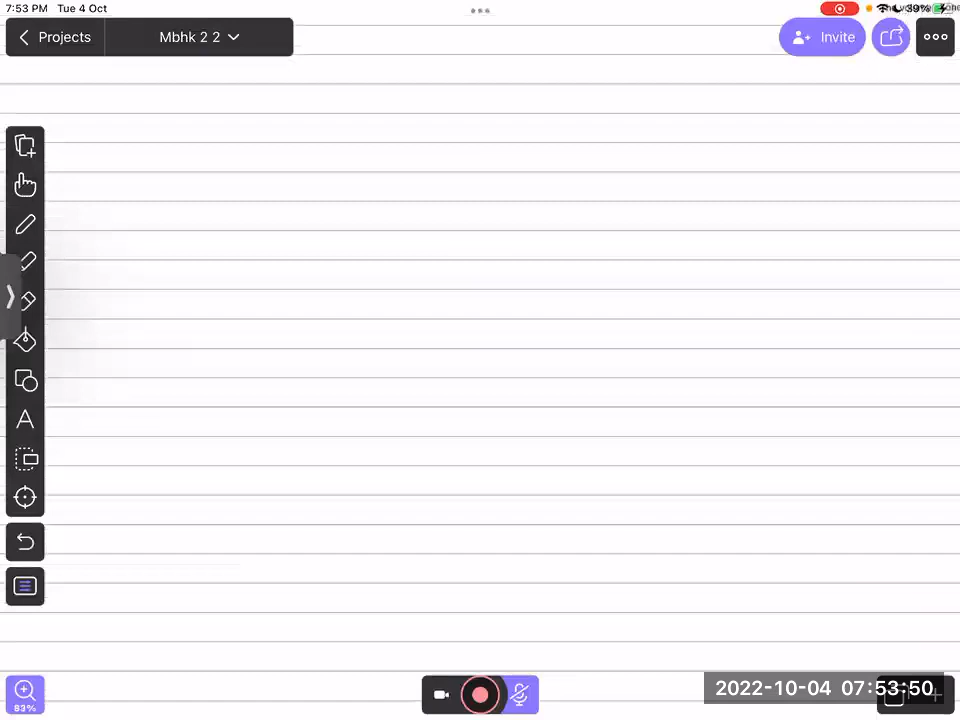 7:53 PM Tue 4 Oct
39%
Projects
Mbhk 2 2
Invite
A
83%
2022-10-04 07:53:50